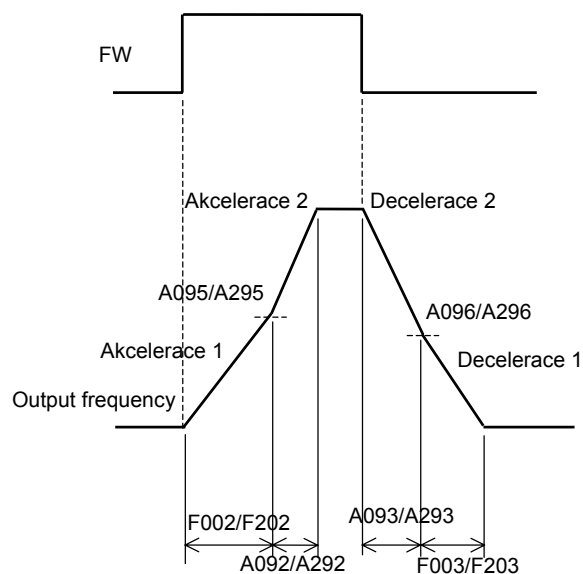 FW
Akcelerace 2
Decelerace 2
A095/A295
A096/A296
Akcelerace 1
Decelerace 1
Output frequency
F002/F202
A093/A293
A092/A292
F003/F203